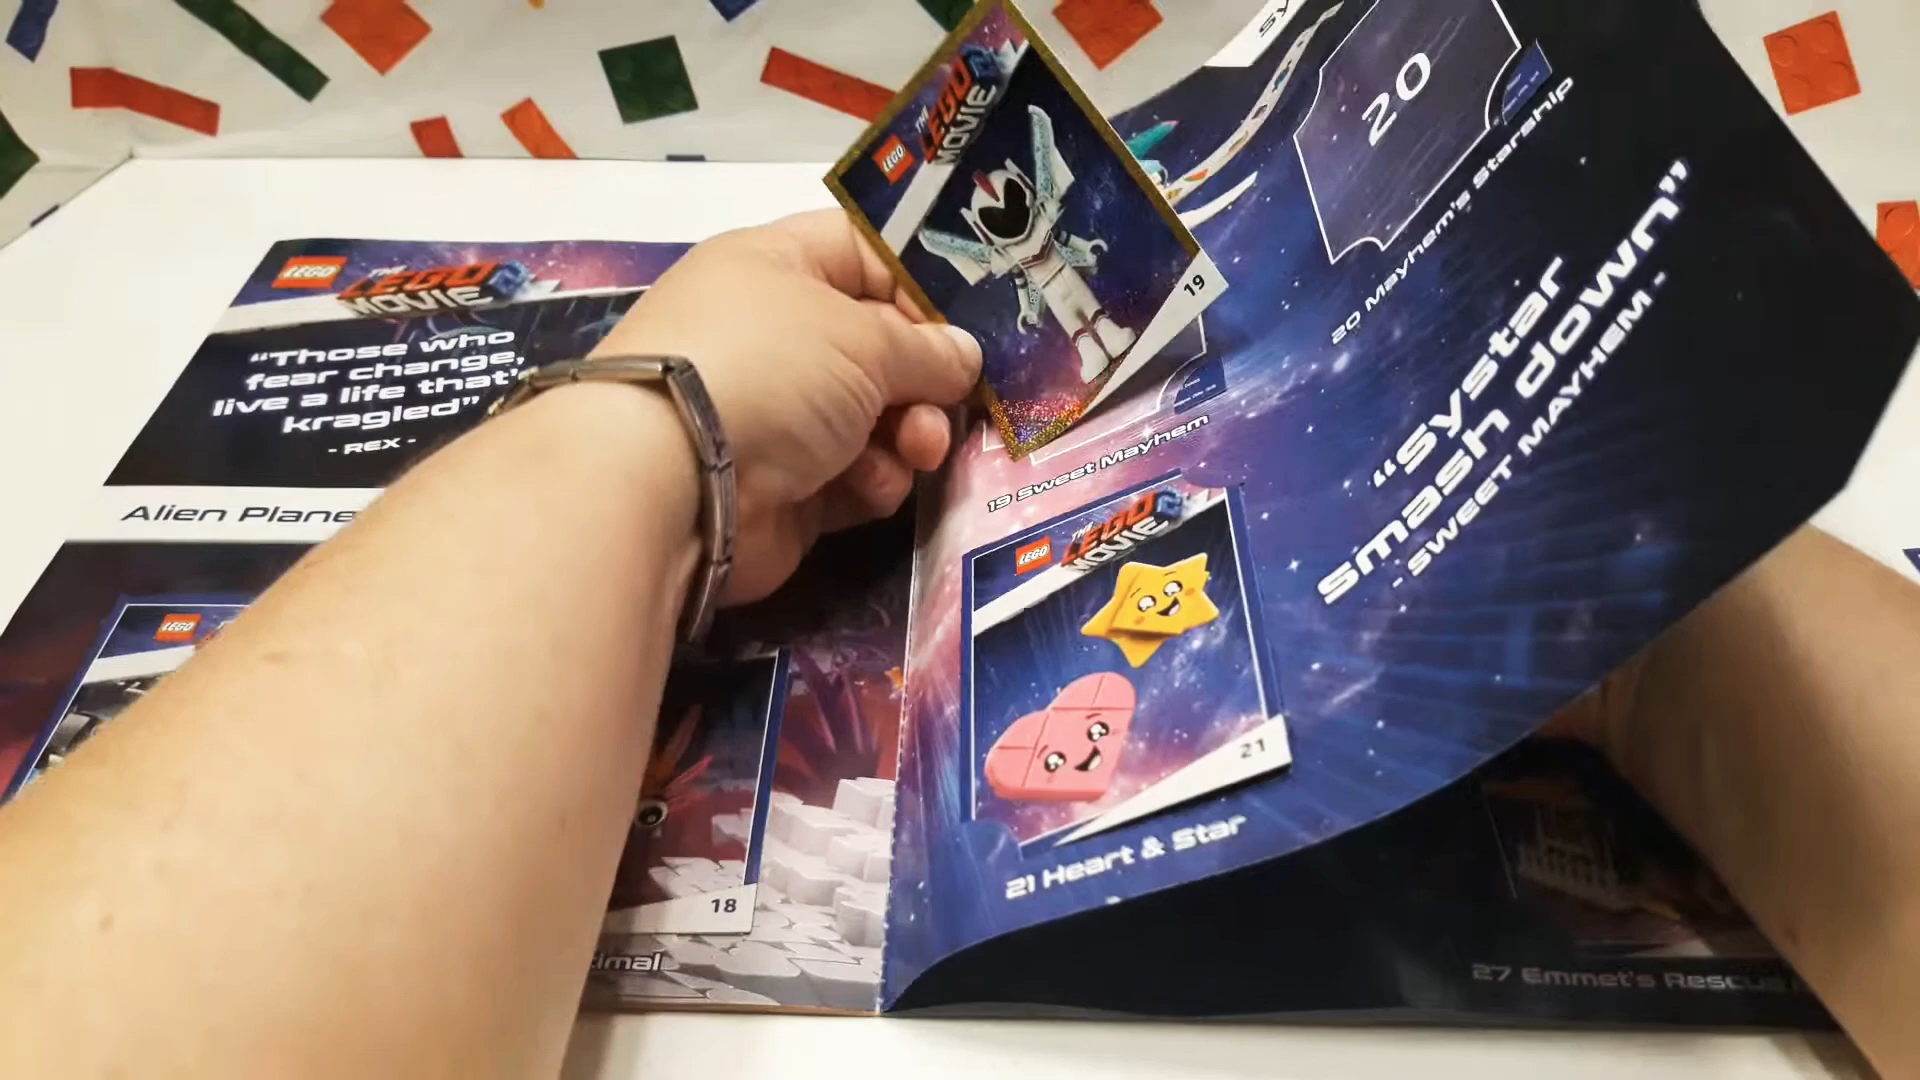 LEGO
THE
LEGO
MOVIE 2
"Those who
fear change,
live a life that's
kragled"
- REX -
Alien Plane
LEGO
18
imal
LEGO
THE
LEGO
MOVIE 2
19
19 Sweet Mayhem
20
20 Mayhem's Starship
"systar
smash down"
- SWEET MAYHEM -
LEGO
THE
LEGO
MOVIE 2
21
21 Heart & Star
27 Emmet's Rescue